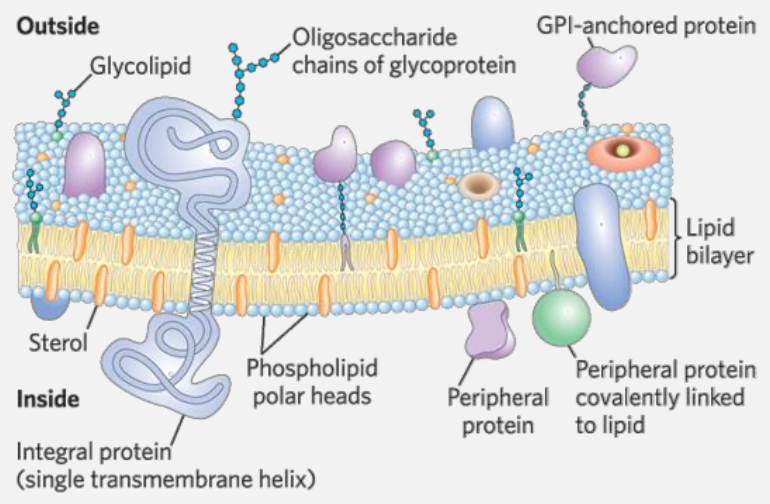 Outside
GPI-anchored protein
Glycolipid
Oligosaccharide
chains of glycoprotein
Lipid
bilayer
Sterol
Phospholipid
polar heads
Peripheral
protein
Peripheral protein
covalently linked
to lipid
Inside
Integral protein
(single transmembrane helix)